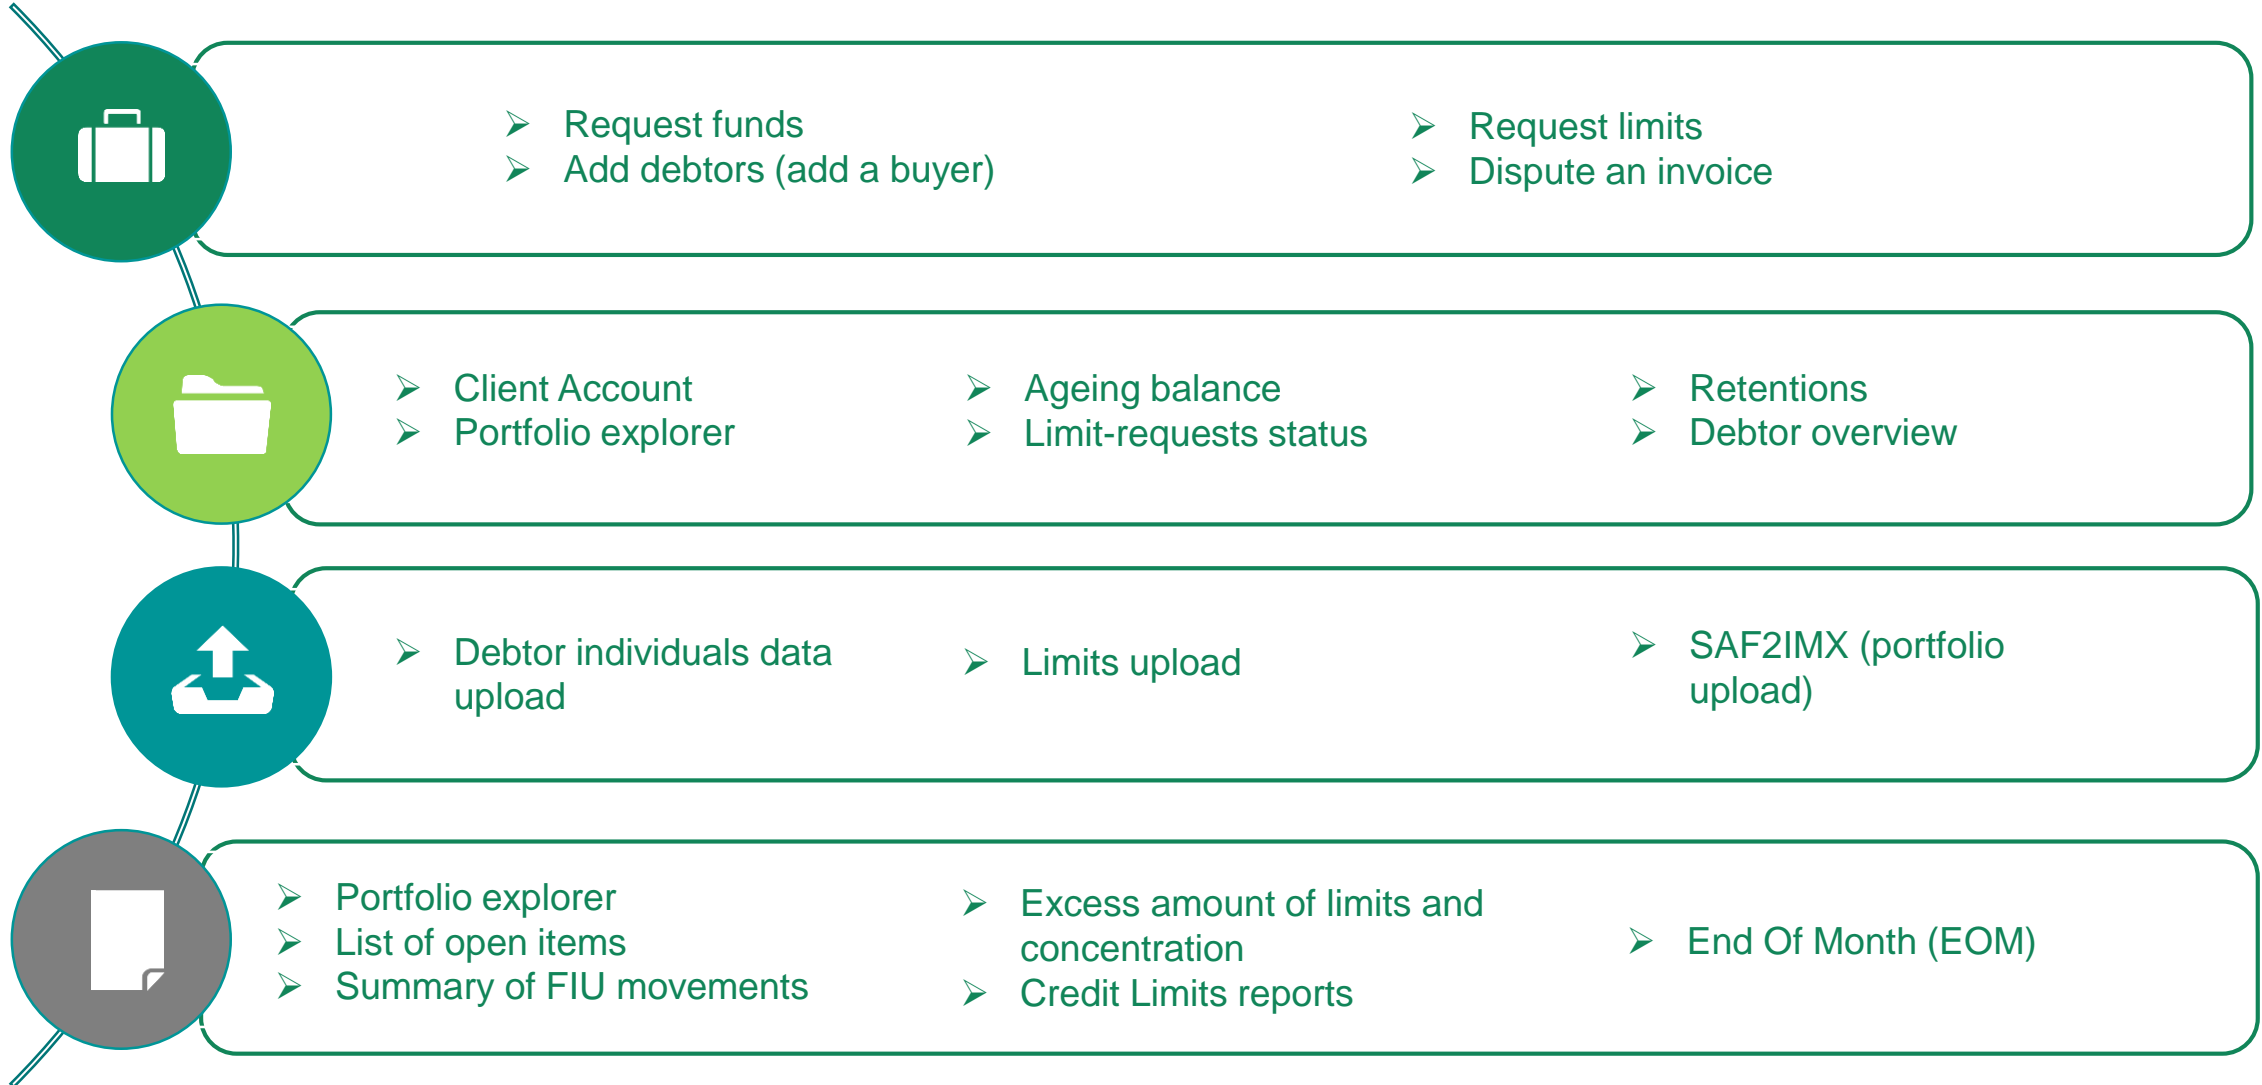 Request funds
Add debtors (add a buyer)
Request limits
Dispute an invoice
Client Account
Portfolio explorer
Ageing balance
Limit-requests status
Retentions
Debtor overview
Debtor individuals data
upload
Limits upload
SAF2IMX (portfolio
upload)
Portfolio explorer
List of open items
Summary of FIU movements
Excess amount of limits and
concentration
Credit Limits reports
End Of Month (EOM)